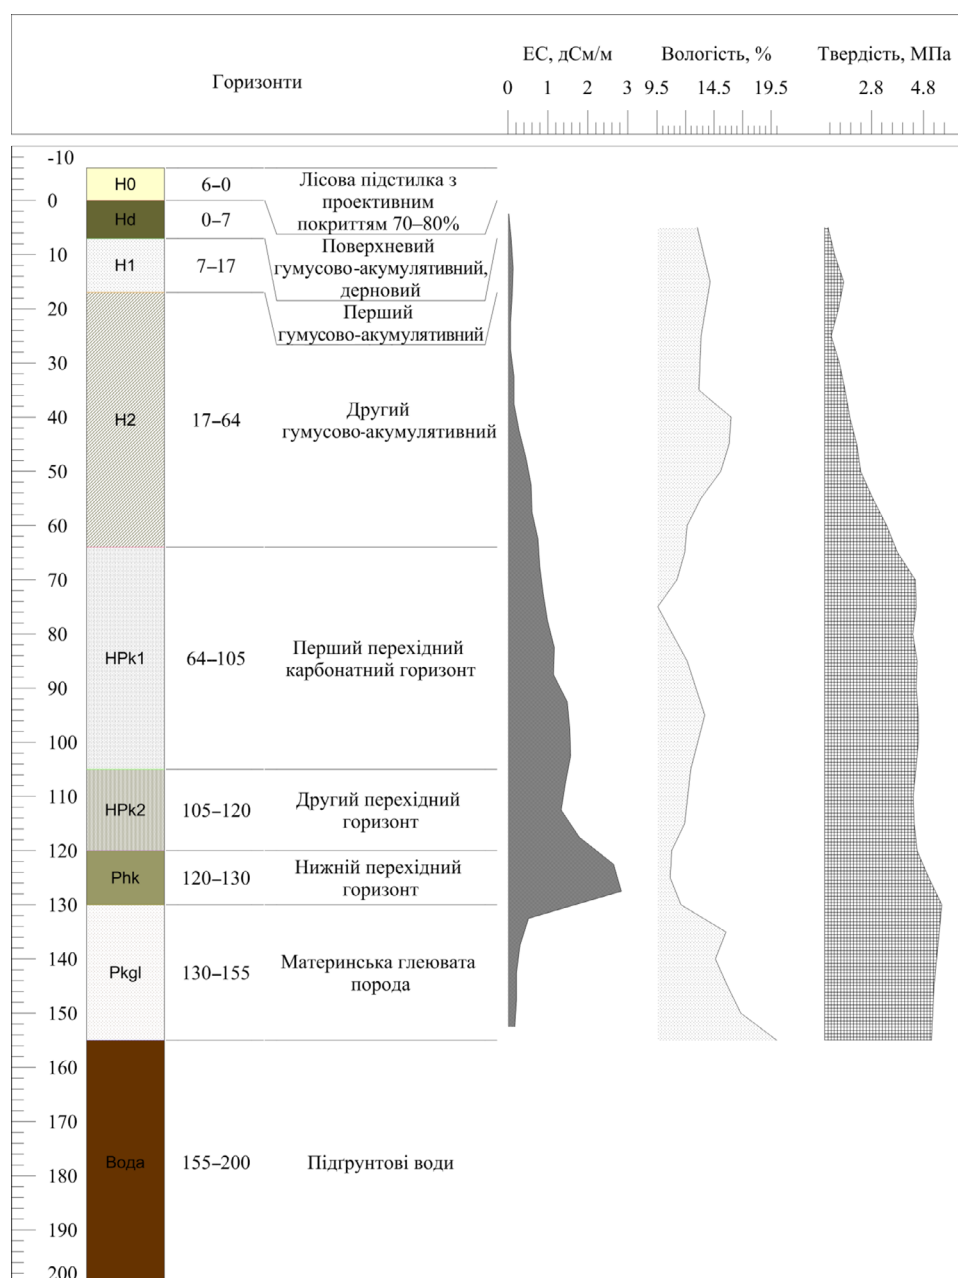 Горизонти
ЕС, дСм/м
Вологість, %
Твердість, МПа
0 1 2 3
9.5 14.5 19.5
2.8 4.8
-10
0
10
20
30
40
50
60
70
80
90
100
110
120
130
140
150
160
170
180
190
200
H0
6–0
Лісова підстилка з
проективним
покриттям 70–80%
Hd
0–7
Поверхневий
гумусово-акумулятивний,
дерновий
H1
7–17
Перший
гумусово-акумулятивний
H2
17–64
Другий
гумусово-акумулятивний
HPk1
64–105
Перший перехідний
карбонатний горизонт
HPk2
105–120
Другий перехідний
горизонт
Phk
120–130
Нижній перехідний
горизонт
Pkgl
130–155
Материнська глеювата
порода
Вода
155–200
Підґрунтові води